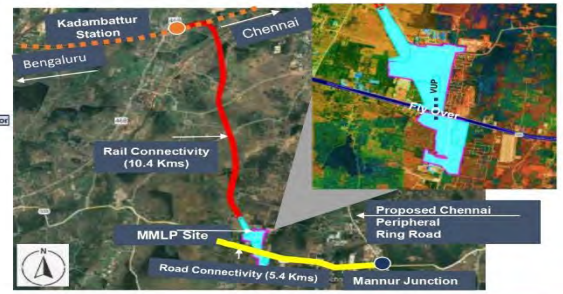 Kadambattur
Station
Chennai
Bengaluru
Rail Connectivity
(10.4 Kms)
VUP
Fly Over
MMLP Site
Proposed Chennai
Peripheral
Ring Road
Road Connectivity (5.4 Kms)
Mannur Junction
N